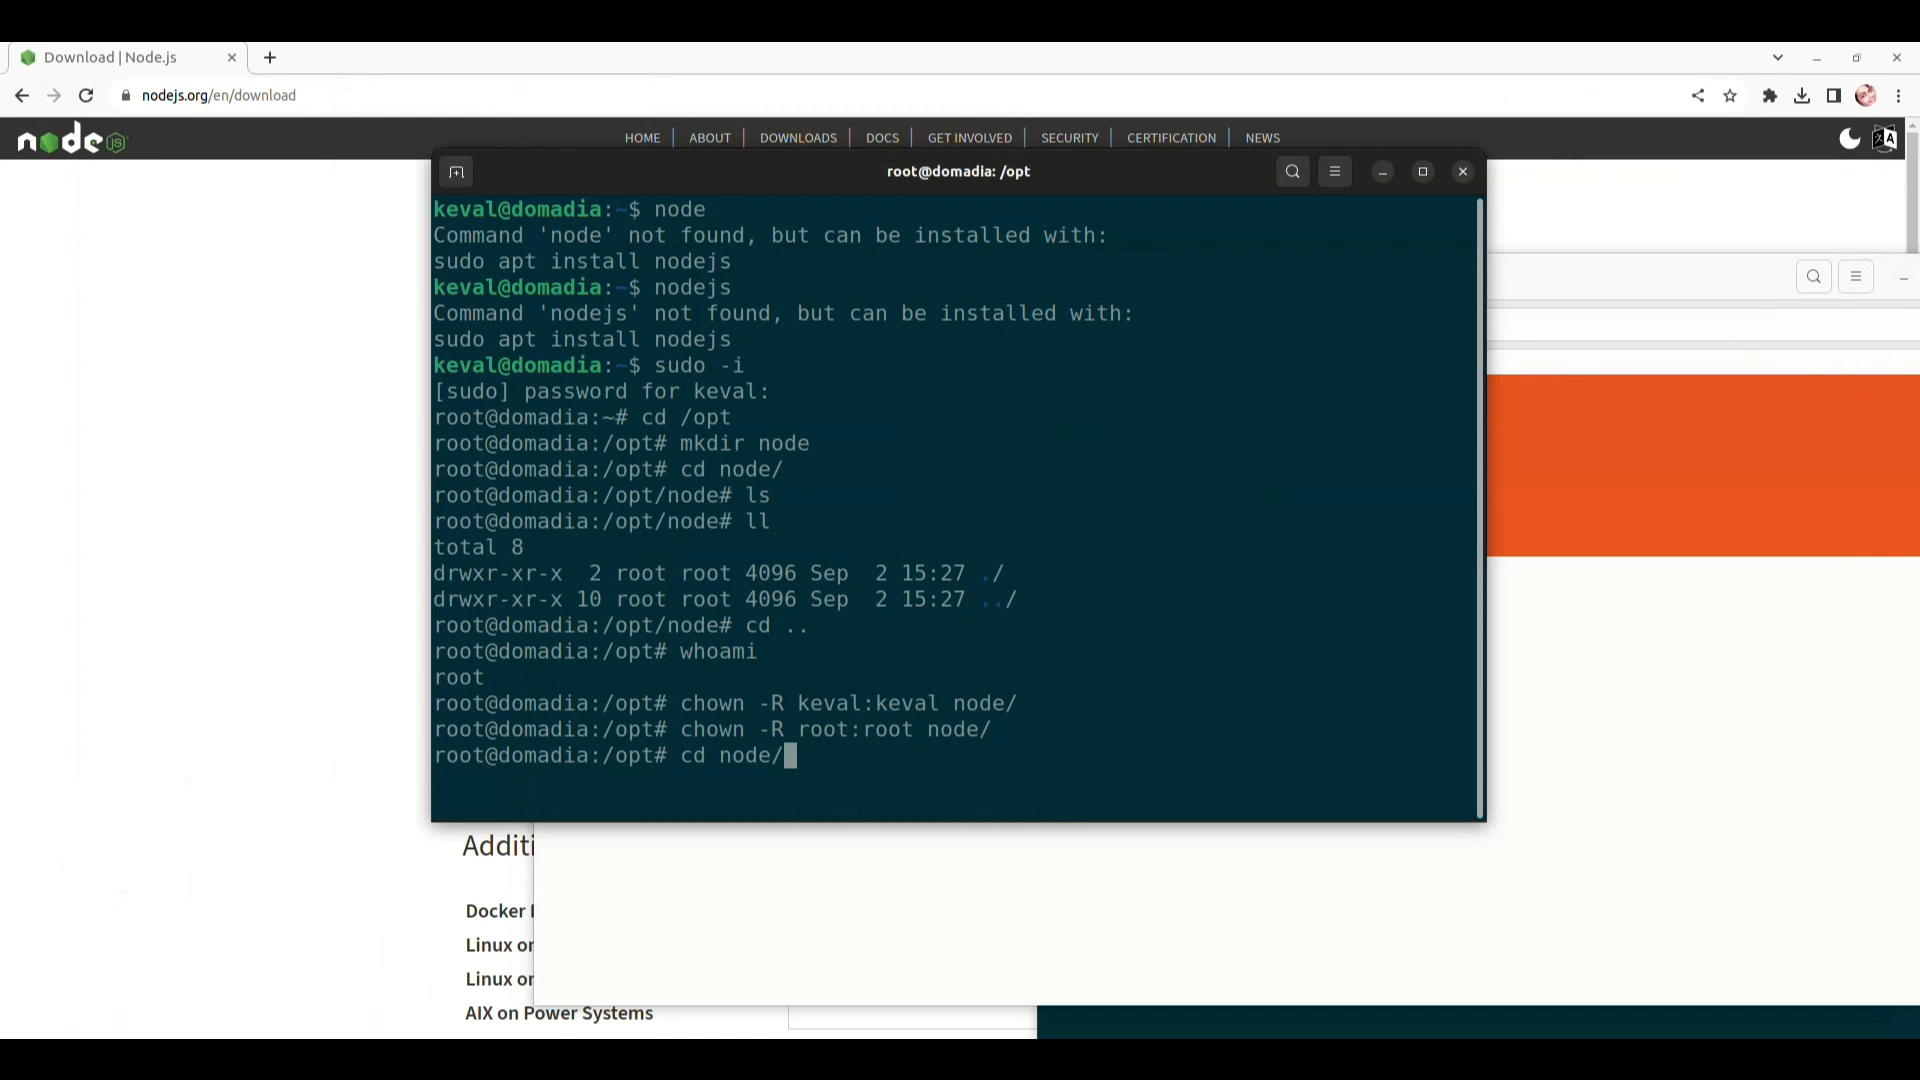 Download | Node.js
nodejs.org/en/download
node JS
HOME ABOUT DOWNLOADS DOCS GET INVOLVED SECURITY CERTIFICATION NEWS
root@domadia: /opt
keval@domadia:~$ node
Command 'node' not found, but can be installed with:
sudo apt install nodejs
keval@domadia:~$ nodejs
Command 'nodejs' not found, but can be installed with:
sudo apt install nodejs
keval@domadia:~$ sudo -i
[sudo] password for keval:
root@domadia:~# cd /opt
root@domadia:/opt# mkdir node
root@domadia:/opt# cd node/
root@domadia:/opt/node# ls
root@domadia:/opt/node# ll
total 8
drwxr-xr-x  2 root root 4096 Sep  2 15:27 ./
drwxr-xr-x 10 root root 4096 Sep  2 15:27 ../
root@domadia:/opt/node# cd ..
root@domadia:/opt# whoami
root
root@domadia:/opt# chown -R keval:keval node/
root@domadia:/opt# chown -R root:root node/
root@domadia:/opt# cd node/
Additi
Docker
Linux on
Linux on
AIX on Power Systems